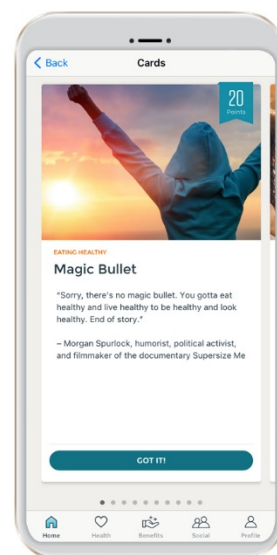 Back
Cards
20
Points
EATING HEALTHY
Magic Bullet
"Sorry, there's no magic bullet. You gotta eat
healthy and live healthy to be healthy and look
healthy. End of story."
– Morgan Spurlock, humorist, political activist,
and filmmaker of the documentary Supersize Me
GOT IT!
Home
Health
Benefits
Social
Profile